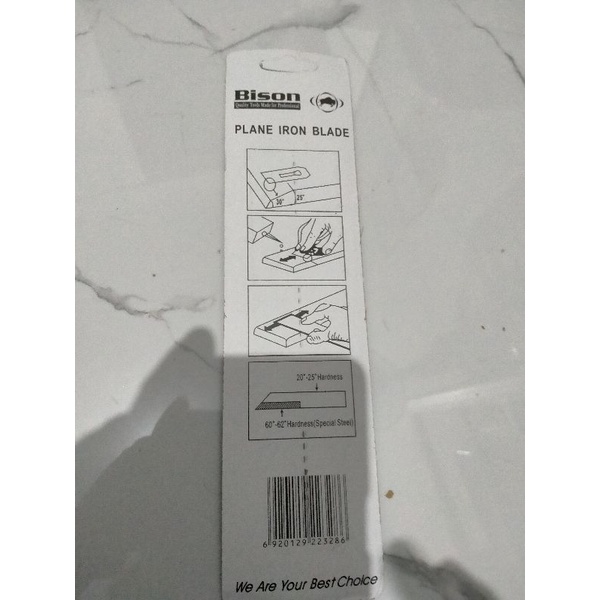 Bison
Quality Tools Made for Professional
PLANE IRON BLADE
30°
25°
20°-25°Hardness
60°-62°Hardness(Special Steel)
6 920129 223286
We Are Your Best Choice